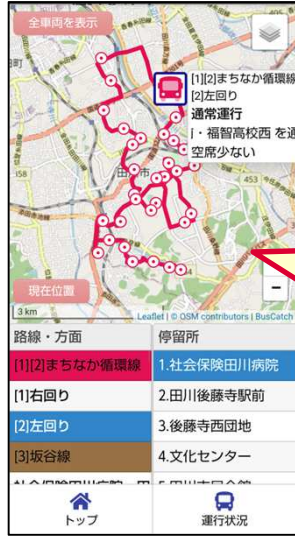 全車両を表示
[1][2]まちなか循環線
[2]左回り
通常運行
・福智高校西 を通
空席少ない
453
現在位置
3 km
Leaflet | © OSM contributors | BusCatch
路線・方面
停留所
[1][2]まちなか循環線
1.社会保険田川病院
[1]右回り
2.田川後藤寺駅前
[2]左回り
3.後藤寺西団地
[3]坂谷線
4.文化センター
トップ
運行状況